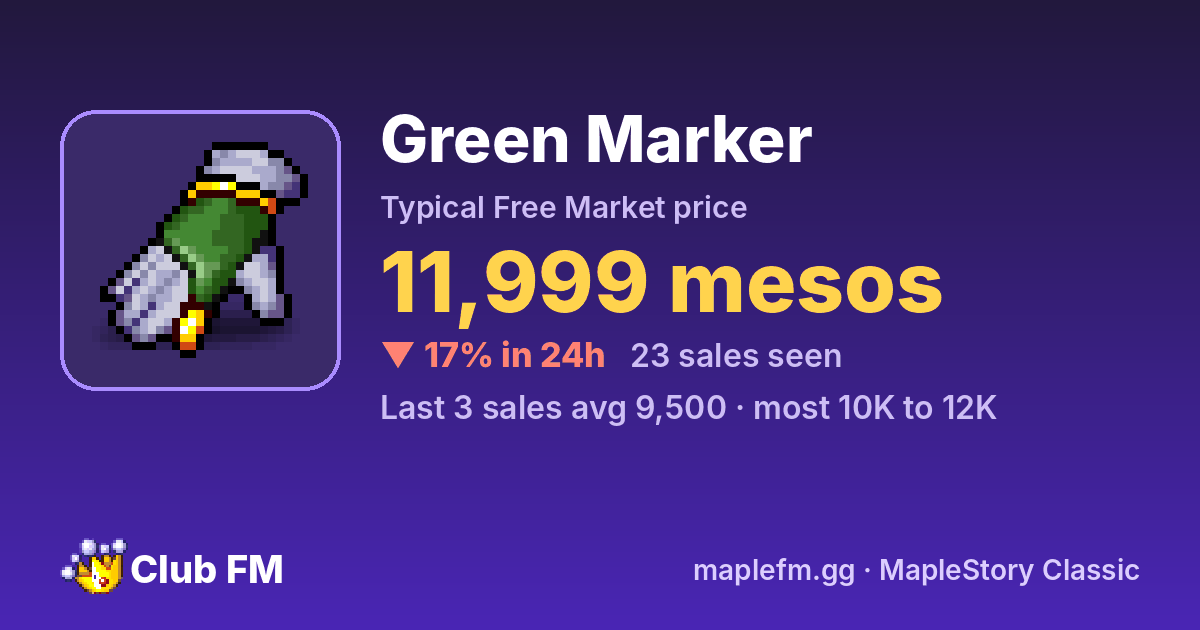 Green Marker
Typical Free Market price
11,999 mesos
▼ 17% in 24h 23 sales seen
Last 3 sales avg 9,500 · most 10K to 12K
Club FM
maplefm.gg · MapleStory Classic